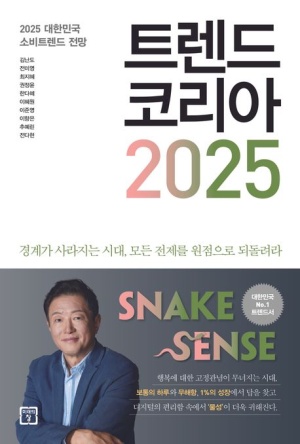 2025 대한민국
소비트렌드 전망
김난도
전미영
최지혜
권정윤
한다혜
이혜원
이준영
이향은
추예린
전다현
트렌드
코리아
2025
경계가 사라지는 시대, 모든 전제를 원점으로 되돌려라
SNAKE
SENSE
대한민국
No.1
트렌드서
행복에 대한 고정관념이 무너지는 시대,
보통의 하루와 무해함, 1%의 성장에서 답을 찾고
디지털의 편리함 속에서 '물성'이 더욱 귀해진다.
미래의창